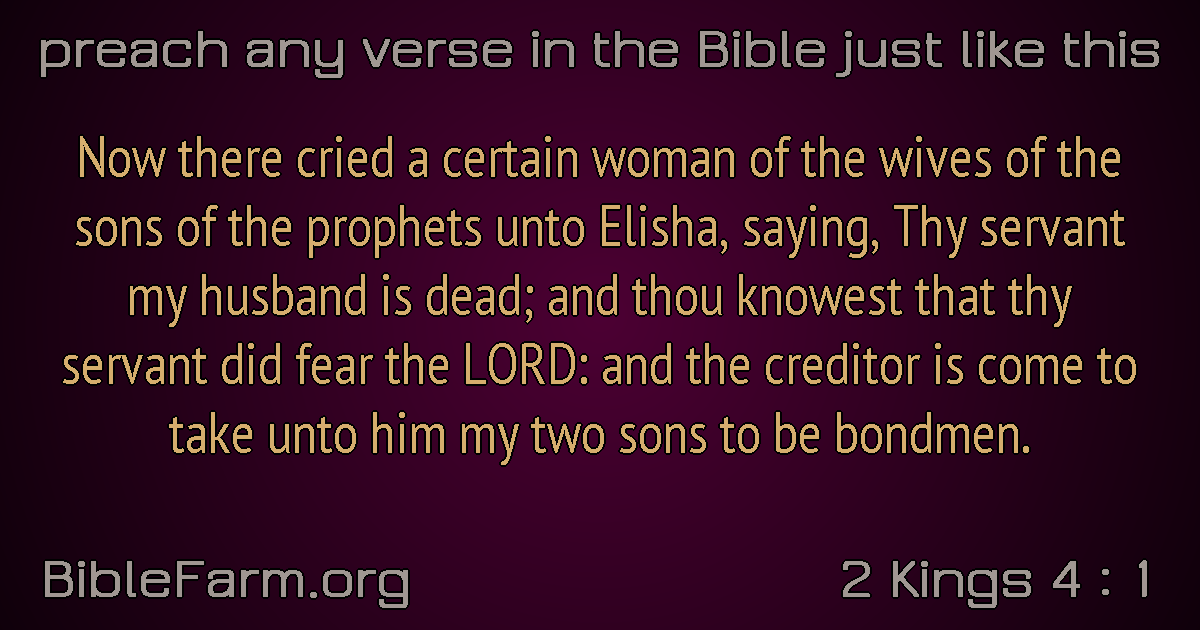 preach any verse in the Bible just like this
Now there cried a certain woman of the wives of the
sons of the prophets unto Elisha, saying, Thy servant
my husband is dead; and thou knowest that thy
servant did fear the LORD: and the creditor is come to
take unto him my two sons to be bondmen.
BibleFarm.org
2 Kings 4 : 1